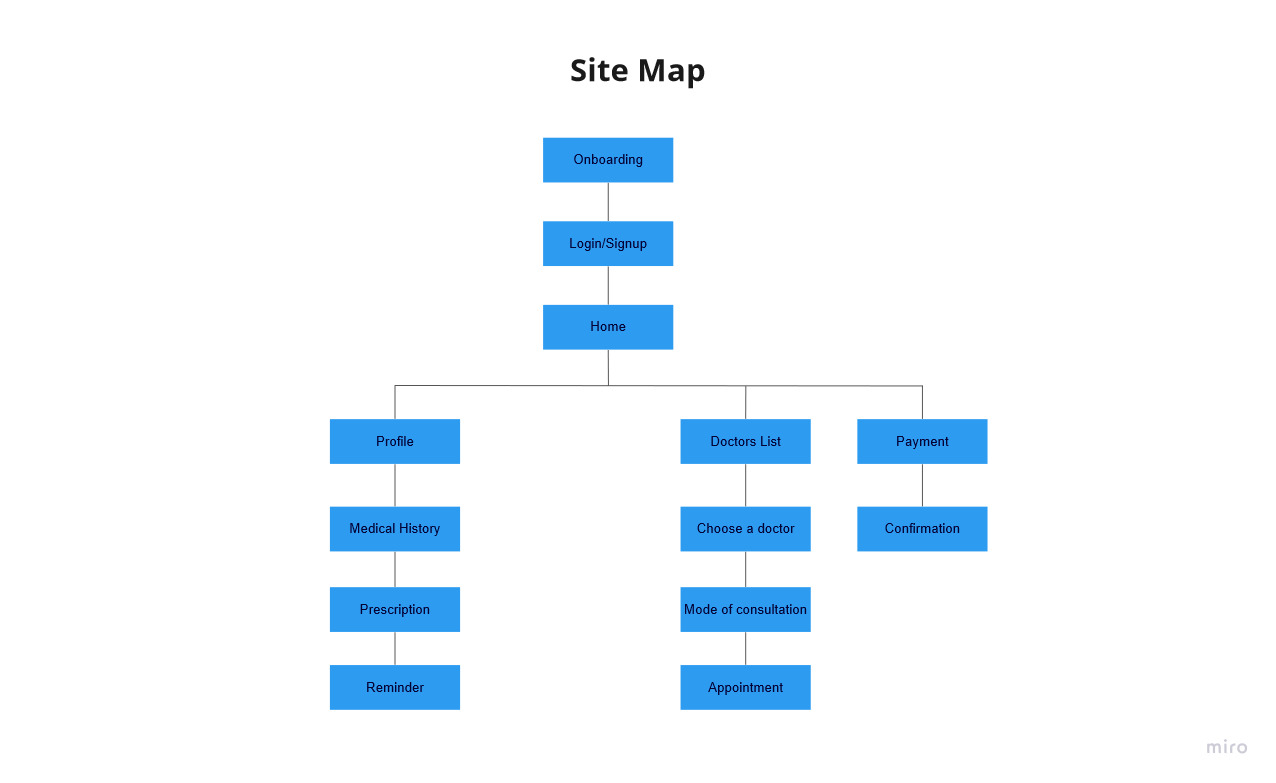 Site Map
Onboarding
Login/Signup
Home
Profile
Doctors List
Payment
Medical History
Choose a doctor
Confirmation
Prescription
Mode of consultation
Reminder
Appointment
miro